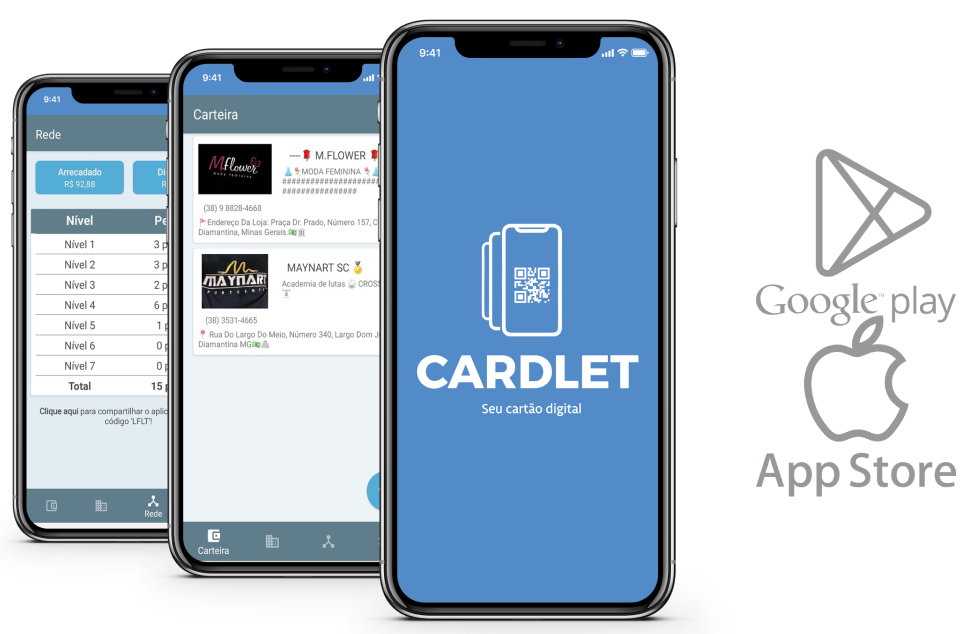 9:41
Rede
Arrecadado
R$ 92,88
Nível
Nível 1
3 p
Nível 2
3 p
Nível 3
2 p
Nível 4
6 p
Nível 5
1 p
Nível 6
0 p
Nível 7
0 p
Total
15 p
Clique aqui para compartilhar o aplic
código 'LFLT'!
Rede
9:41
Carteira
Mflower
MODA FEMININA
— M.FLOWER
MODA FEMININA
(38) 9 8828-4668
Endereço Da Loja: Praça Dr. Prado, Número 157, C
Diamantina, Minas Gerais.
MAYNART
MAYNART SC
Academia de lutas CROSS
(38) 3531-4665
Rua Do Largo Do Meio, Número 340, Largo Dom J
Diamantina MG
Carteira
9:41
CARDLET
Seu cartão digital
Google play
App Store